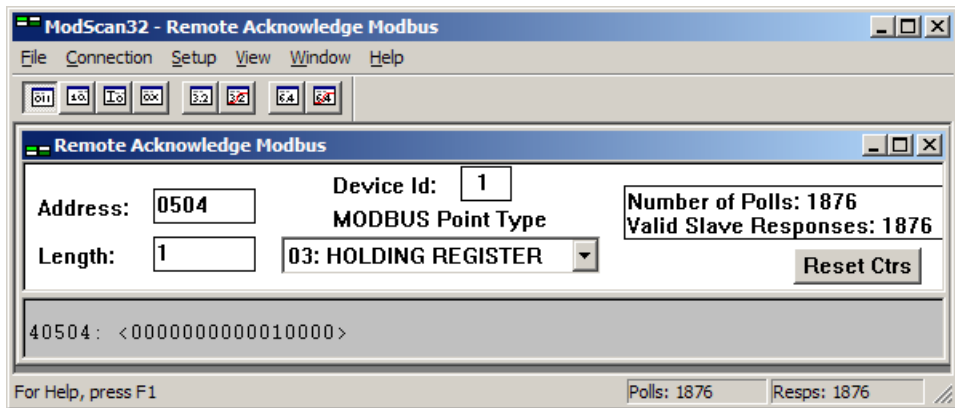 ModScan32 - Remote Acknowledge Modbus
File Connection Setup View Window Help
Remote Acknowledge Modbus
Address: 0504
Device Id: 1
MODBUS Point Type
Length: 1
03: HOLDING REGISTER
Number of Polls: 1876
Valid Slave Responses: 1876
Reset Ctrs
40504: <0000000000010000>
For Help, press F1
Polls: 1876
Resps: 1876